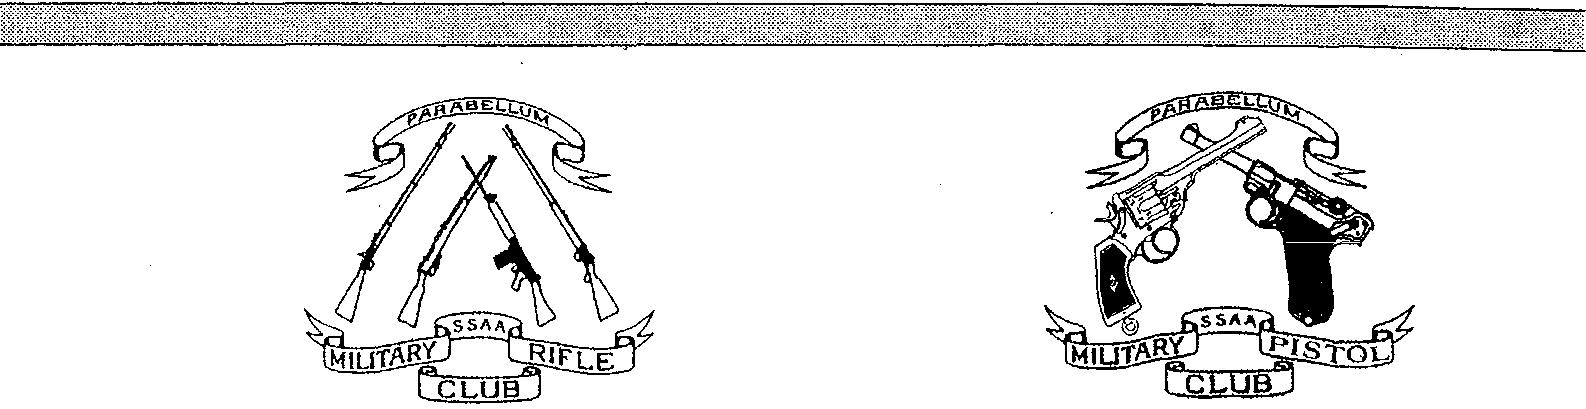 PARABELLUM
SSAA
MILITARY RIFLE
CLUB
PARABELLUM
SSAA
MILITARY PISTOL
CLUB